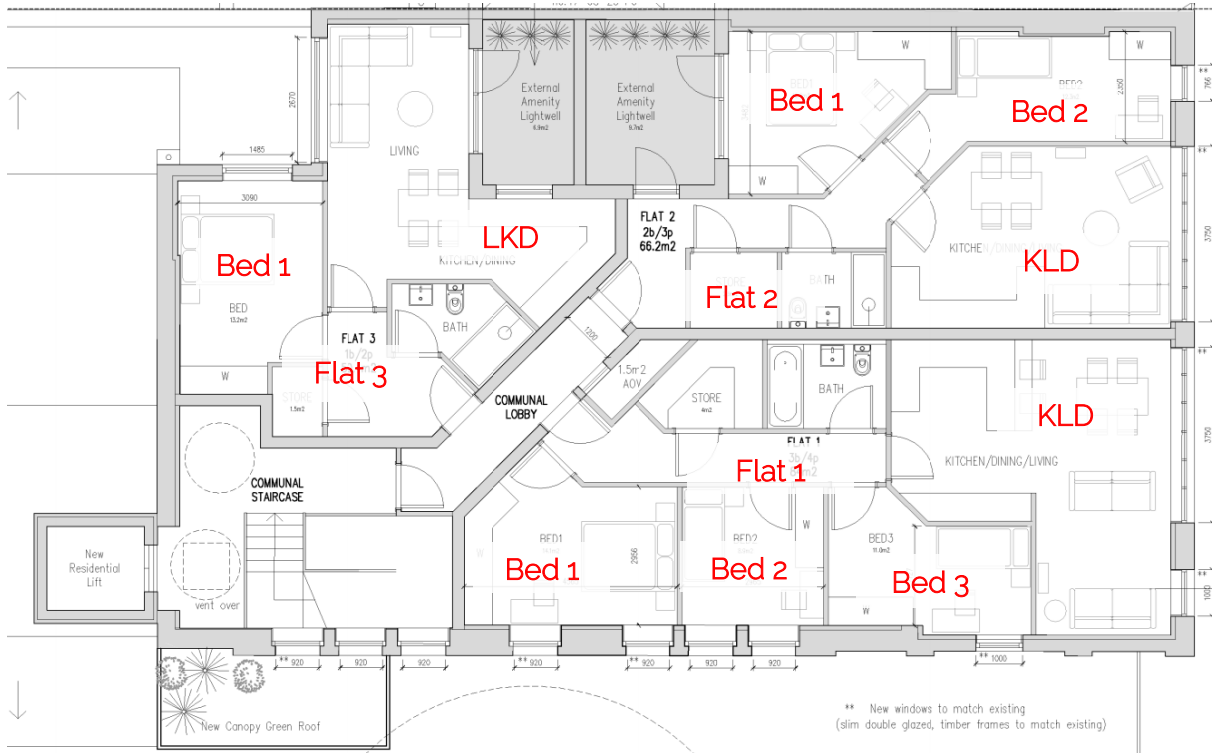 External
Amenity
Lightwell
6.9m2
External
Amenity
Lightwell
9.7m2
W
W
Bed 1
Bed 2
2350
766
**
2670
1485
3090
LIVING
W
FLAT 2
2b/3p
66.2m2
LKD
KITCHEN/DINING
Bed 1
BED
13.2m2
KLD
3750
**
Flat 2
BATH
BATH
FLAT 3
1b/2p
Flat 3
W
STORE
1.5m2
1200
1.5m2
AOV
COMMUNAL
LOBBY
STORE
4m2
BATH
**
KLD
3750
FLAT 1
3b/4p
Flat 1
KITCHEN/DINING/LIVING
COMMUNAL
STAIRCASE
New
Residential
Lift
vent over
BED1
2956
Bed 1
BED2
W
Bed 2
BED3
11.0m2
Bed 3
W
**
1000
920
920
920
** 920
** 920
920
920
** 1000
New Canopy Green Roof
** New windows to match existing
(slim double glazed, timber frames to match existing)